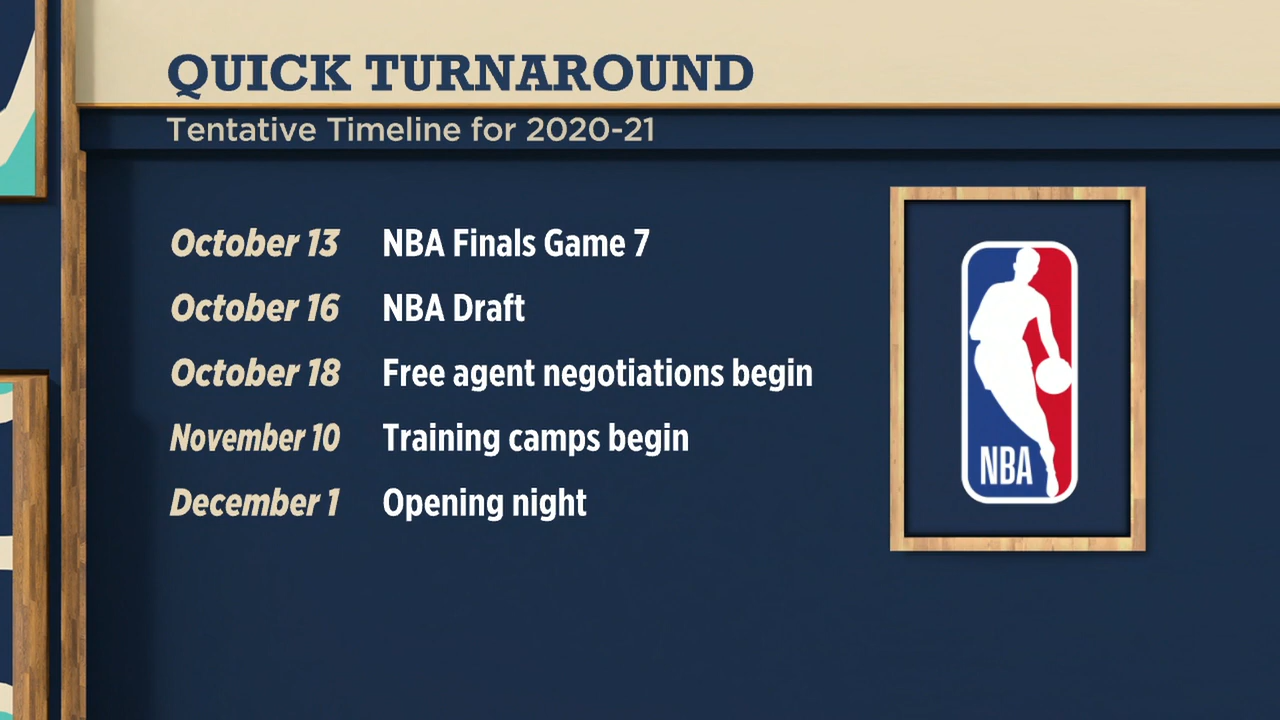 QUICK TURNAROUND
Tentative Timeline for 2020-21
October 13 NBA Finals Game 7
October 16 NBA Draft
October 18 Free agent negotiations begin
November 10 Training camps begin
December 1 Opening night
NBA